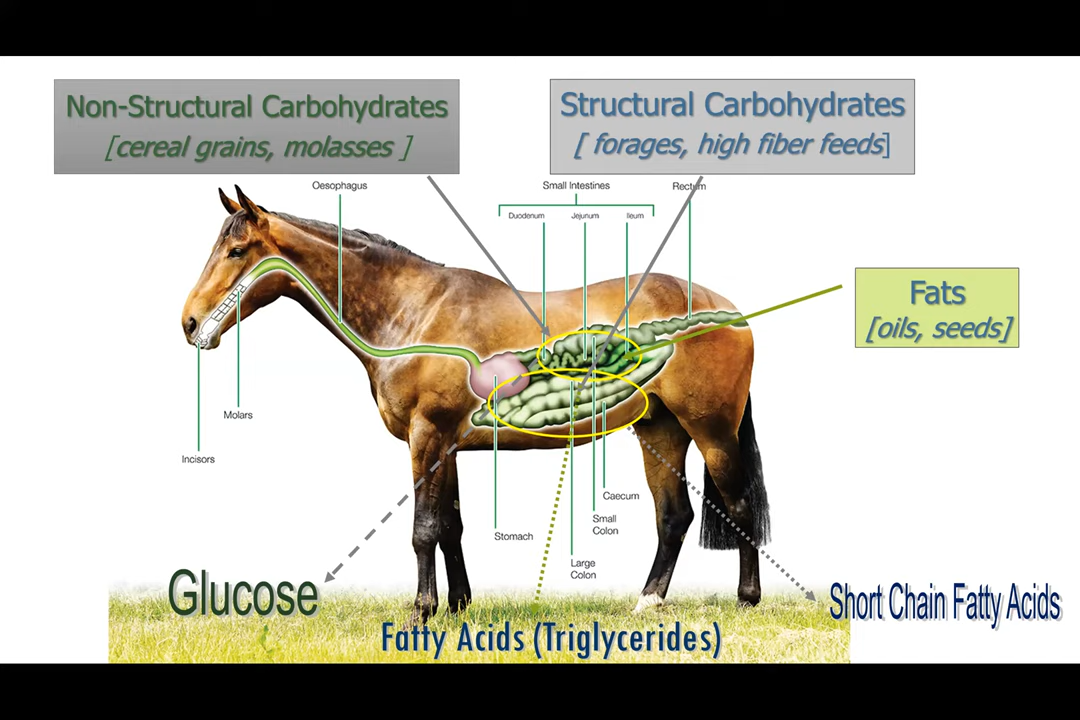 Non-Structural Carbohydrates
[cereal grains, molasses ]
Structural Carbohydrates
[ forages, high fiber feeds]
Oesophagus
Small Intestines
Rectum
Duodenum
Jejunum
Ileum
Fats
[oils, seeds]
Molars
Incisors
Caecum
Small
Colon
Stomach
Large
Colon
Glucose
Short Chain Fatty Acids
Fatty Acids (Triglycerides)